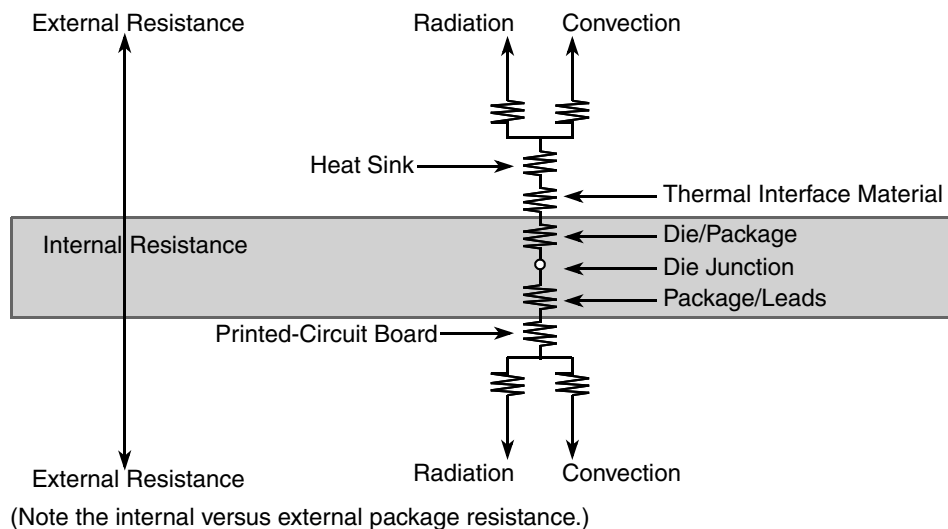 External Resistance
Radiation
Convection
Heat Sink
Thermal Interface Material
Internal Resistance
Die/Package
Die Junction
Package/Leads
Printed-Circuit Board
Radiation
Convection
External Resistance
(Note the internal versus external package resistance.)